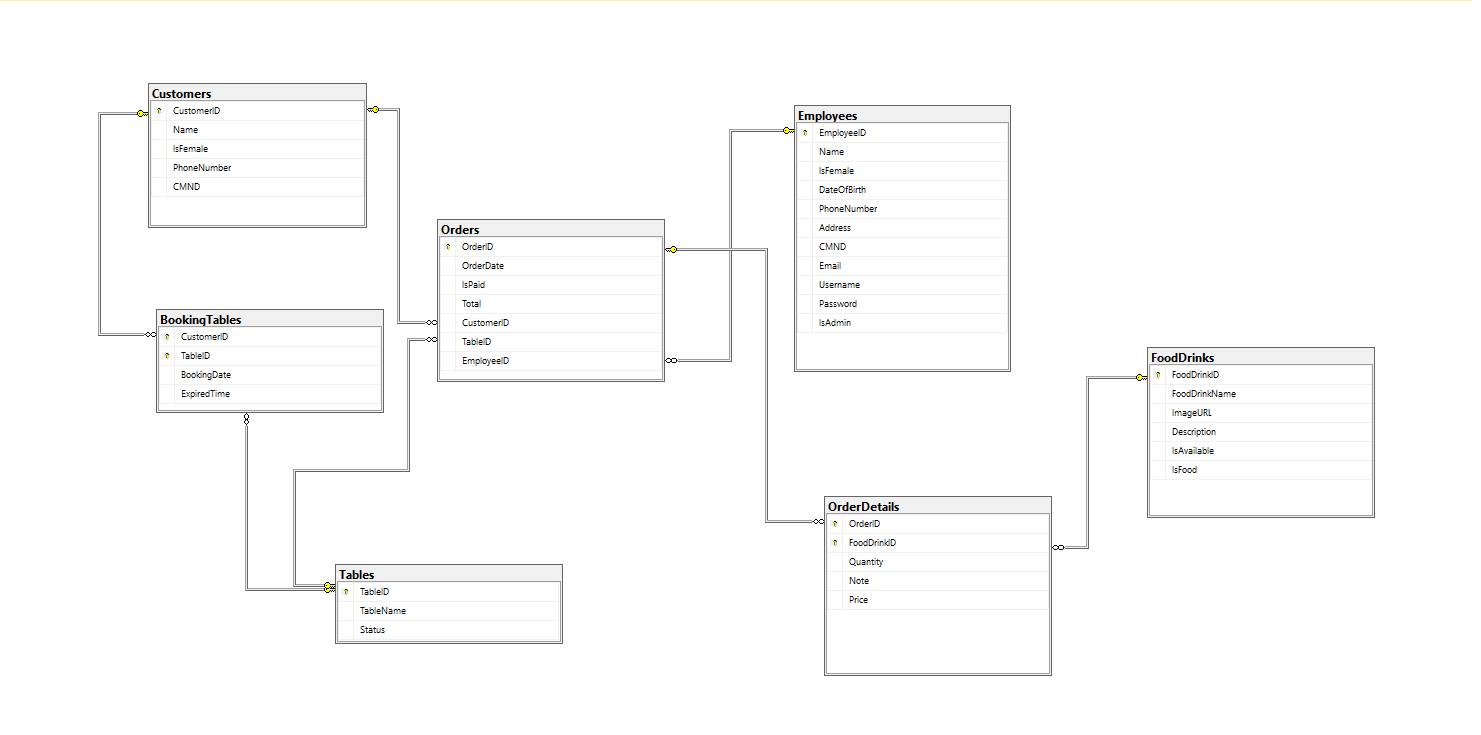 Customers
CustomerID
Name
IsFemale
PhoneNumber
CMND
BookingTables
CustomerID
TableID
BookingDate
ExpiredTime
Orders
OrderID
OrderDate
IsPaid
Total
CustomerID
TableID
EmployeeID
Tables
TableID
TableName
Status
Employees
EmployeeID
Name
IsFemale
DateOfBirth
PhoneNumber
Address
CMND
Email
Username
Password
IsAdmin
OrderDetails
OrderID
FoodDrinkID
Quantity
Note
Price
FoodDrinks
FoodDrinkID
FoodDrinkName
ImageURL
Description
IsAvailable
IsFood